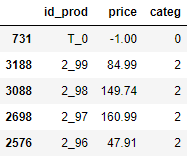 id_prod price categ
731 T_0 -1.00 0
3188 2_99 84.99 2
3088 2_98 149.74 2
2698 2_97 160.99 2
2576 2_96 47.91 2